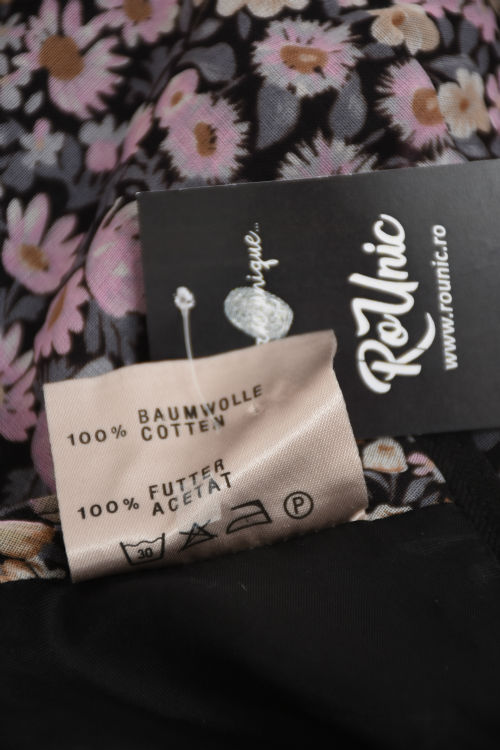 RoUnic
www.rounic.ro
100% BAUMWOLLE
COTTEN
100% FUTTER
ACETAT
30
P